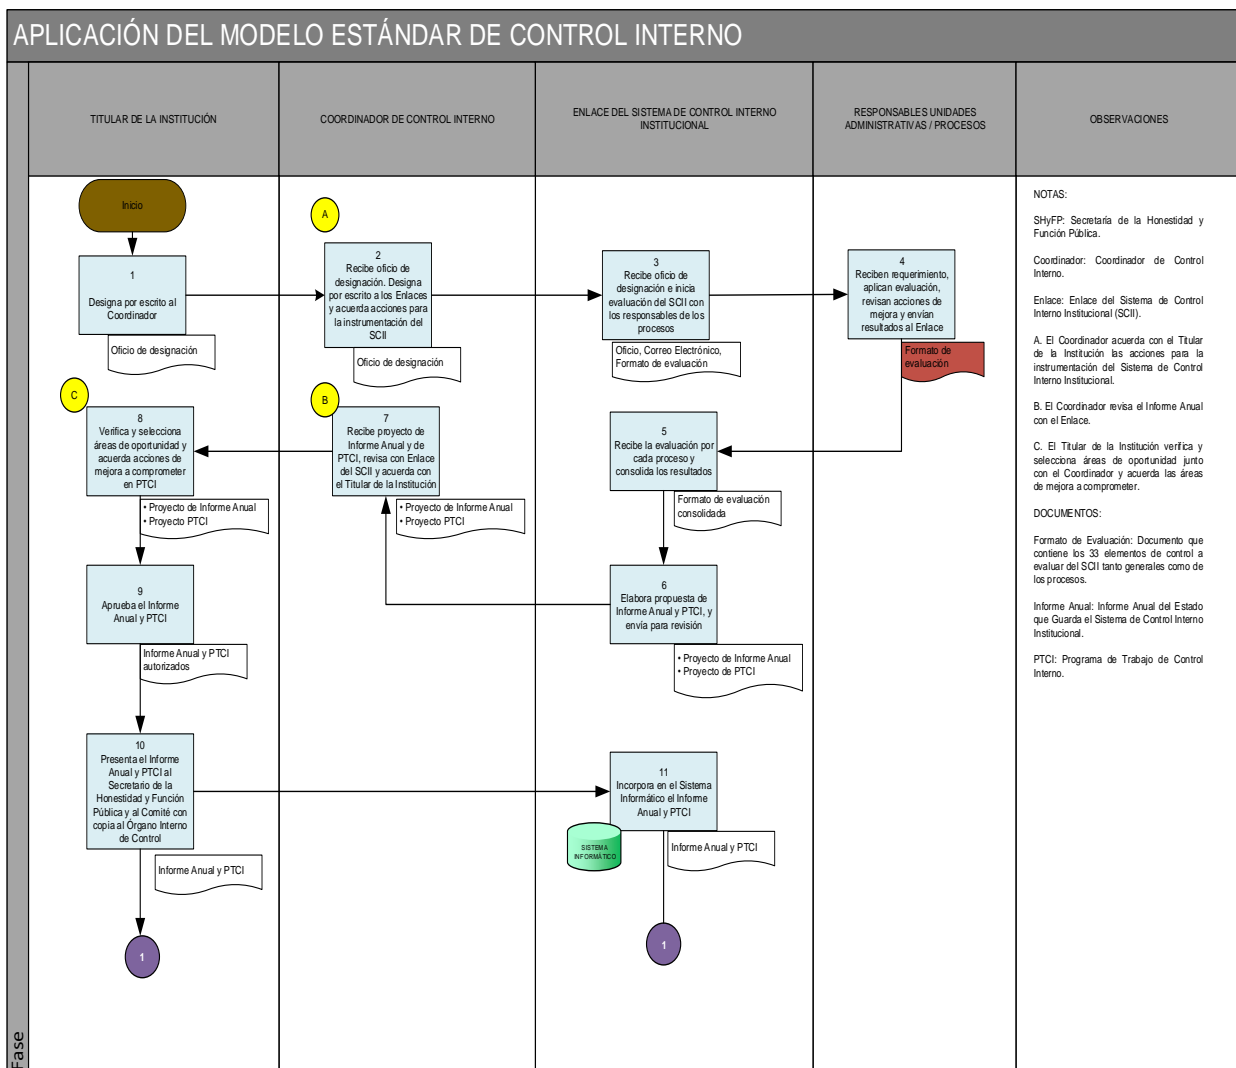 APLICACIÓN DEL MODELO ESTÁNDAR DE CONTROL INTERNO
TITULAR DE LA INSTITUCIÓN
COORDINADOR DE CONTROL INTERNO
ENLACE DEL SISTEMA DE CONTROL INTERNO
INSTITUCIONAL
RESPONSABLES UNIDADES
ADMINISTRATIVAS / PROCESOS
OBSERVACIONES
Inicio
1
Designa por escrito al
Coordinador
Oficio de designación
A
2
Recibe oficio de
designación. Designa
por escrito a los Enlaces
y acuerda acciones para
la instrumentación del
SCII
Oficio de designación
3
Recibe oficio de
designación e inicia
evaluación del SCII con
los responsables de los
procesos
Oficio, Correo Electrónico,
Formato de evaluación
4
Reciben requerimiento,
aplican evaluación,
revisan acciones de
mejora y envían
resultados al Enlace
Formato de
evaluación
C
8
Verifica y selecciona
áreas de oportunidad y
acuerda acciones de
mejora a comprometer
en PTCI
• Proyecto de Informe Anual
• Proyecto PTCI
B
7
Recibe proyecto de
Informe Anual y de
PTCI, revisa con Enlace
del SCII y acuerda con
el Titular de la Institución
• Proyecto de Informe Anual
• Proyecto PTCI
5
Recibe la evaluación por
cada proceso y
consolida los resultados
Formato de evaluación
consolidada
9
Aprueba el Informe
Anual y PTCI
Informe Anual y PTCI
autorizados
6
Elabora propuesta de
Informe Anual y PTCI, y
envía para revisión
• Proyecto de Informe Anual
• Proyecto de PTCI
10
Presenta el Informe
Anual y PTCI al
Secretario de la
Honestidad y Función
Pública y al Comité con
copia al Órgano Interno
de Control
Informe Anual y PTCI
11
Incorpora en el Sistema
Informático el Informe
Anual y PTCI
SISTEMA
INFORMÁTICO
Informe Anual y PTCI
1
1
NOTAS:
SHyFP: Secretaría de la Honestidad y
Función Pública.
Coordinador: Coordinador de Control
Interno.
Enlace: Enlace del Sistema de Control
Interno Institucional (SCII).
A. El Coordinador acuerda con el Titular
de la Institución las acciones para la
instrumentación del Sistema de Control
Interno Institucional.
B. El Coordinador revisa el Informe Anual
con el Enlace.
C. El Titular de la Institución verifica y
selecciona áreas de oportunidad junto
con el Coordinador y acuerda las áreas
de mejora a comprometer.
DOCUMENTOS:
Formato de Evaluación: Documento que
contiene los 33 elementos de control a
evaluar del SCII tanto generales como de
los procesos.
Informe Anual: Informe Anual del Estado
que Guarda el Sistema de Control Interno
Institucional.
PTCI: Programa de Trabajo de Control
Interno.
Fase